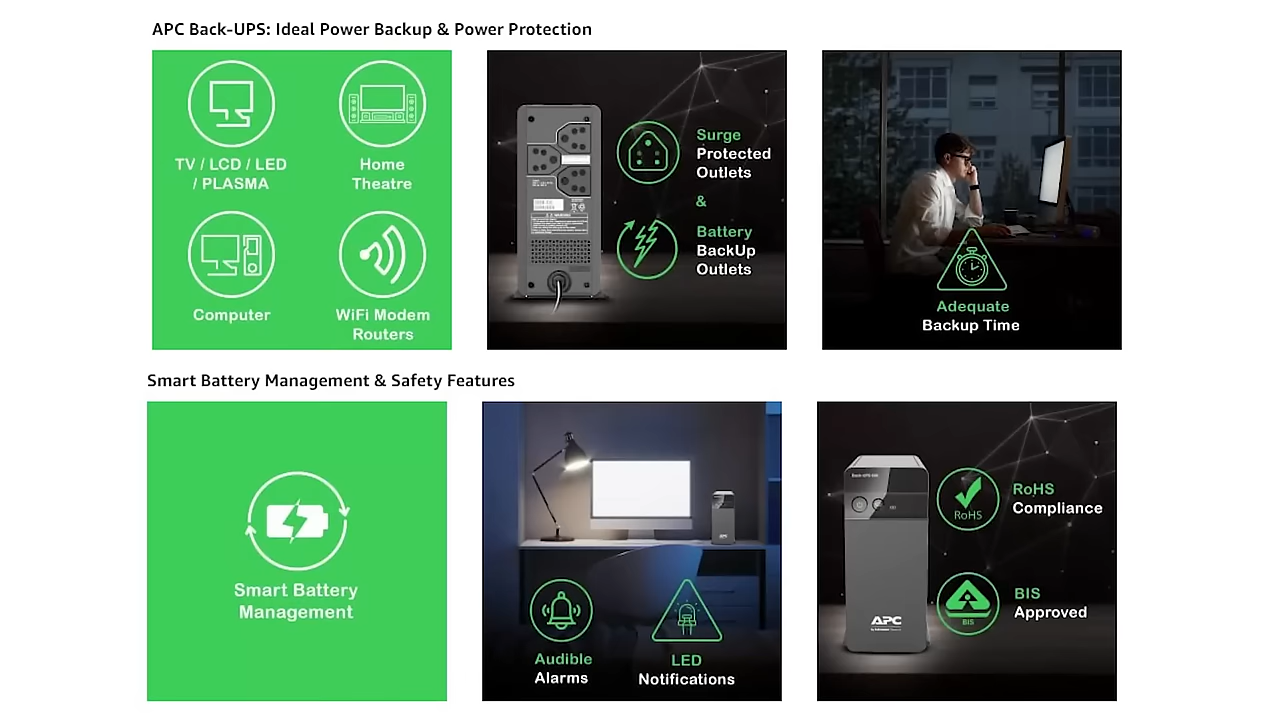 APC Back-UPS: Ideal Power Backup & Power Protection
TV / LCD / LED
/ PLASMA
Home
Theatre
Computer
WiFi Modem
Routers
Surge
Protected
Outlets
&
Battery
BackUp
Outlets
Adequate
Backup Time
Smart Battery Management & Safety Features
Smart Battery
Management
APC
Audible
Alarms
LED
Notifications
APC
RoHS
RoHS
Compliance
BIS
BIS
Approved